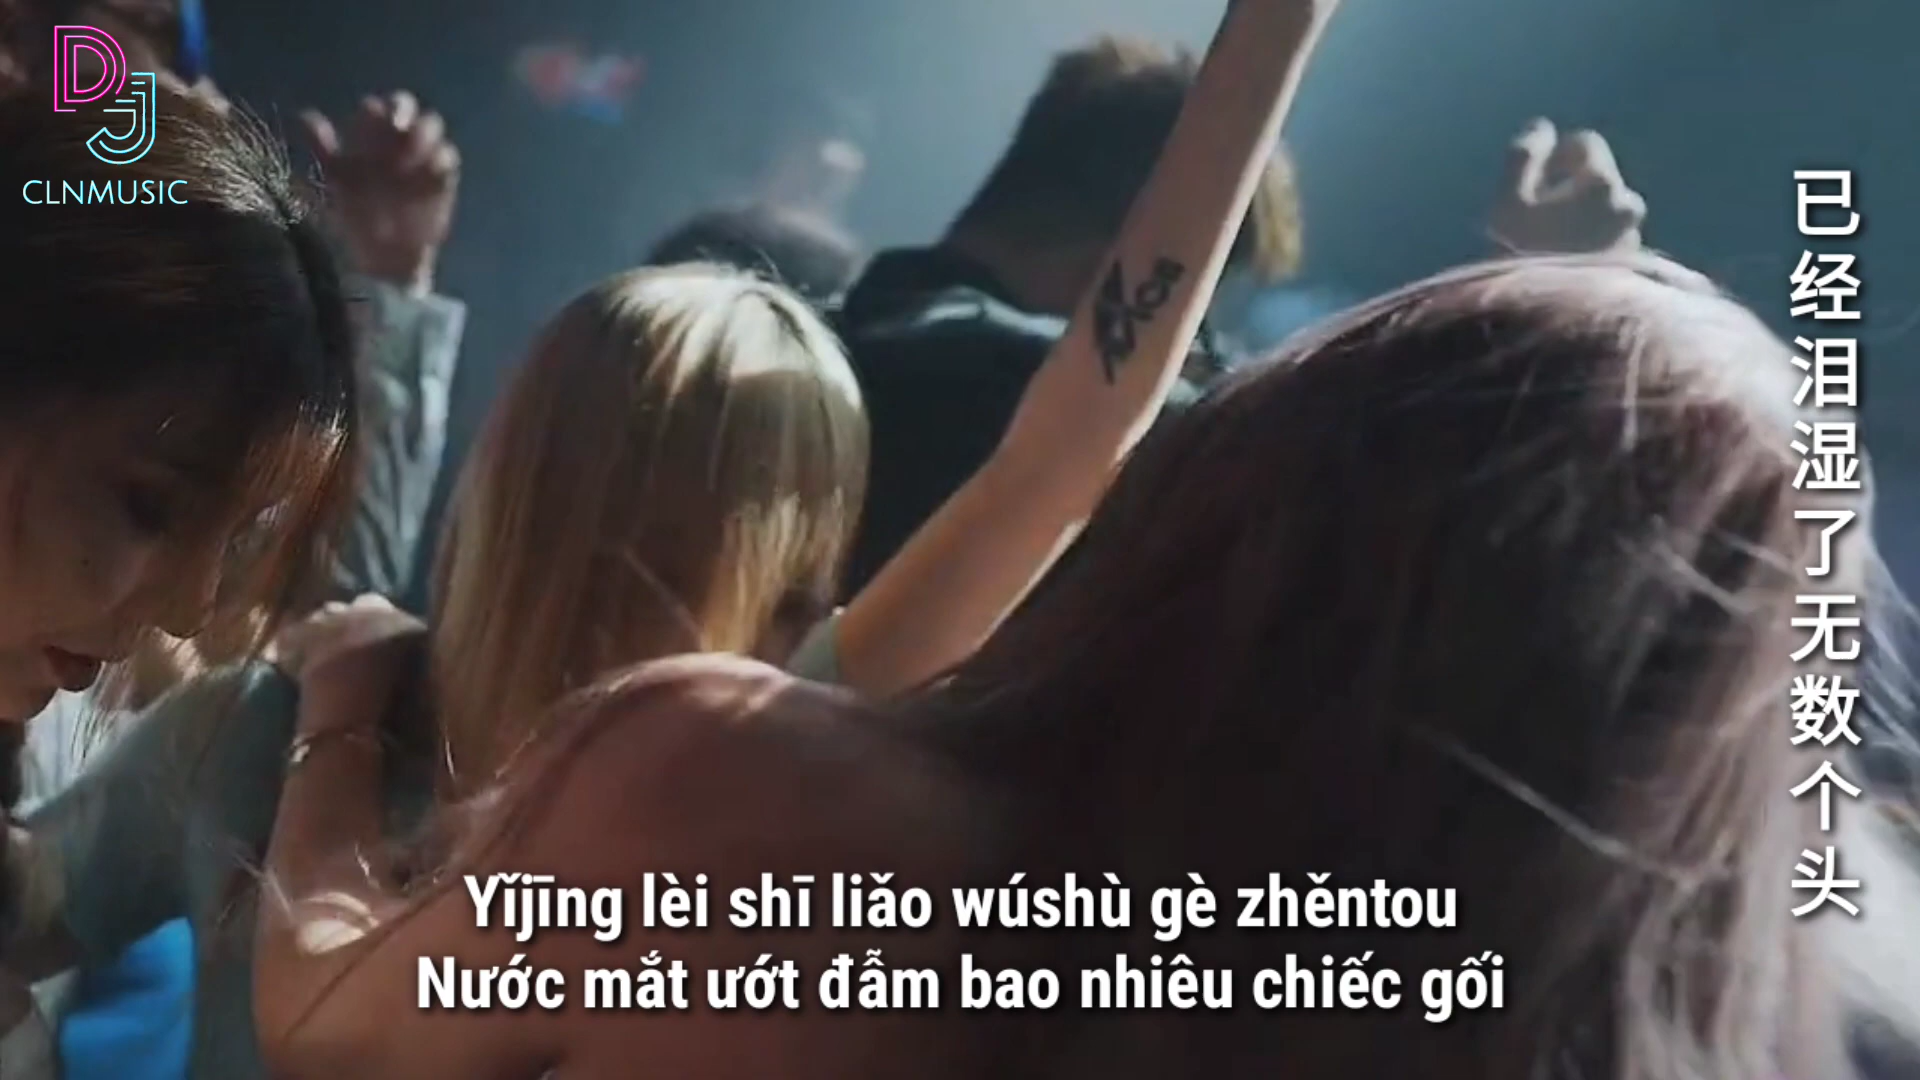 DJ
CLNMUSIC
已经泪湿了无数个头
Yǐjīng lèi shī liǎo wúshù gè zhěntou
Nước mắt ướt đẫm bao nhiêu chiếc gối